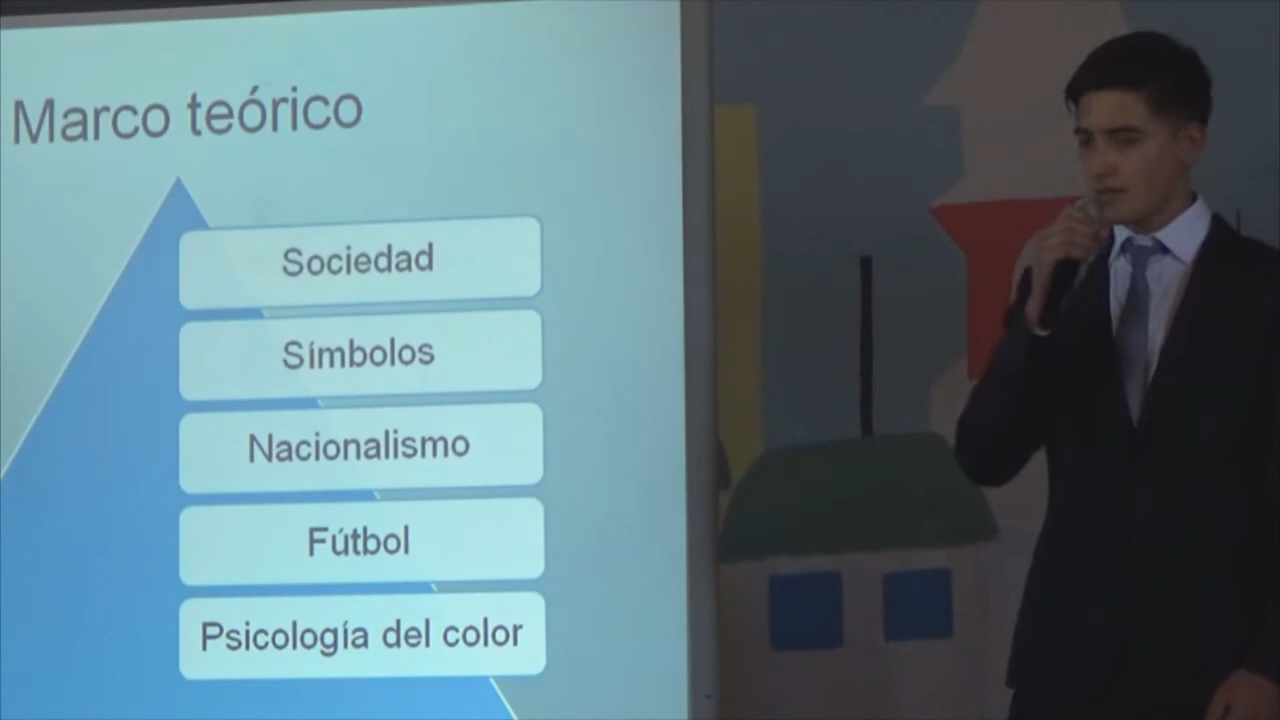 Marco teórico
Sociedad
Símbolos
Nacionalismo
Fútbol
Psicología del color